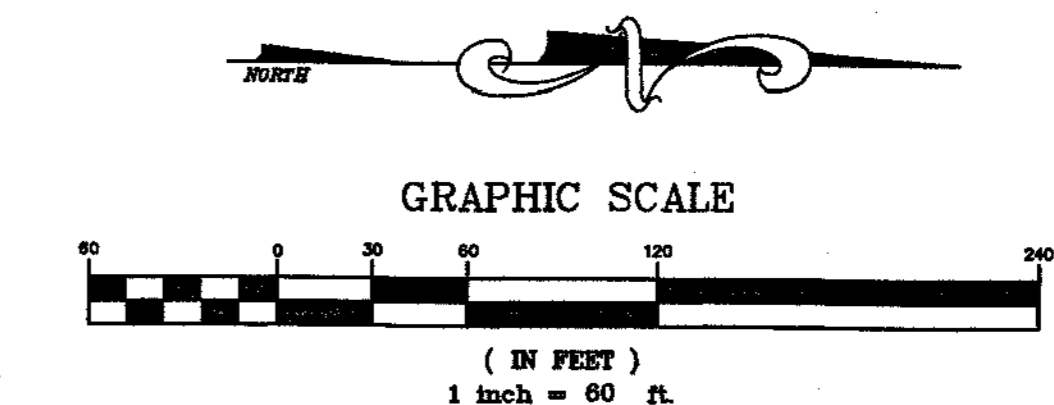 NORTH
GRAPHIC SCALE
60 0 30 60 120 240
( IN FEET )
1 inch = 60 ft.